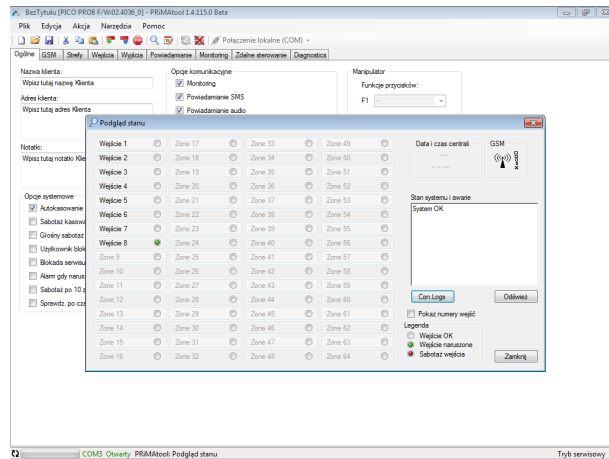 BezTytułu [PICO PRO8 F/W:02.4036_0] - PRiMAtool 1.4.115.0 Beta
Plik Edycja Akcja Narzędzia Pomoc
Połączenie lokalne (COM)
Ogólne GSM Strefy Wejścia Wyjścia Powiadamianie Monitoring Zdalne sterowanie Diagnostica
Nazwa klienta:
Wpisz tutaj nazwę Klienta
Adres klienta:
Wpisz tutaj adres Klienta
Notatki:
Wpisz tutaj notatki Klie
Opcje systemowe
Autokasowanie
Sabotaż kasowa
Głośny sabotaż
Użytkownik blok
Blokada serwisu
Alarm gdy narus
Sabotaż po 10 z
Sprawdz. po cza
Opcje komunikacyjne
Monitoring
Powiadamianie SMS
Powiadamianie audio
Manipulator
Funkcje przycisków:
F1 -
Podgląd stanu
Wejście 1 Zone 17 Zone 33 Zone 49
Wejście 2 Zone 18 Zone 34 Zone 50
Wejście 3 Zone 19 Zone 35 Zone 51
Wejście 4 Zone 20 Zone 36 Zone 52
Wejście 5 Zone 21 Zone 37 Zone 53
Wejście 6 Zone 22 Zone 38 Zone 54
Wejście 7 Zone 23 Zone 39 Zone 55
Wejście 8 Zone 24 Zone 40 Zone 56
Zone 9 Zone 25 Zone 41 Zone 57
Zone 10 Zone 26 Zone 42 Zone 58
Zone 11 Zone 27 Zone 43 Zone 59
Zone 12 Zone 28 Zone 44 Zone 60
Zone 13 Zone 29 Zone 45 Zone 61
Zone 14 Zone 30 Zone 46 Zone 62
Zone 15 Zone 31 Zone 47 Zone 63
Zone 16 Zone 32 Zone 48 Zone 64
Data i czas centrali
--:--
--.--.--
GSM
Stan systemu i awarie
System OK
Con.Logs Odśwież
Pokaż numery wejść
Legenda
Wejście OK
Wejście naruszone
Sabotaż wejścia
Zamknij
COM3 Otwarty PRiMAtool: Podgląd stanu
Tryb serwisowy